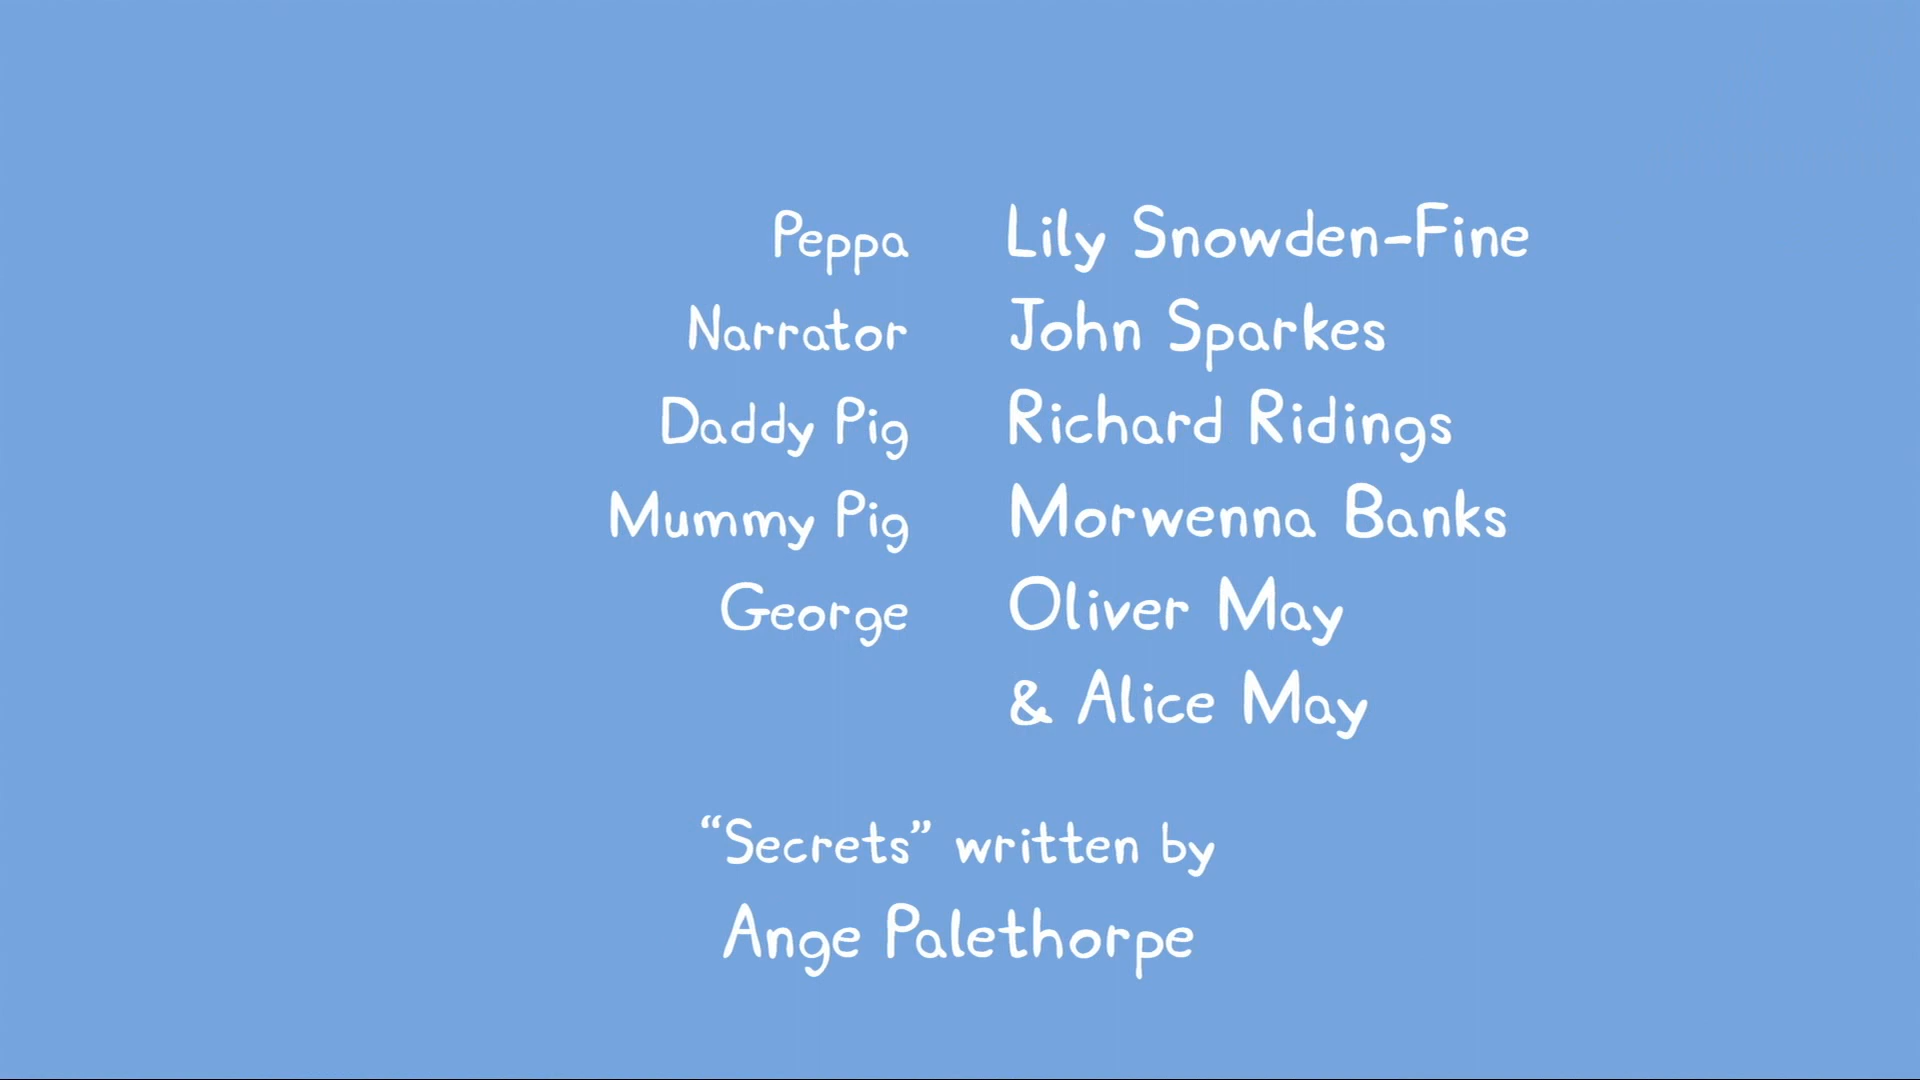 Peppa Lily Snowden-Fine
Narrator John Sparkes
Daddy Pig Richard Ridings
Mummy Pig Morwenna Banks
George Oliver May
& Alice May
“Secrets” written by
Ange Palethorpe